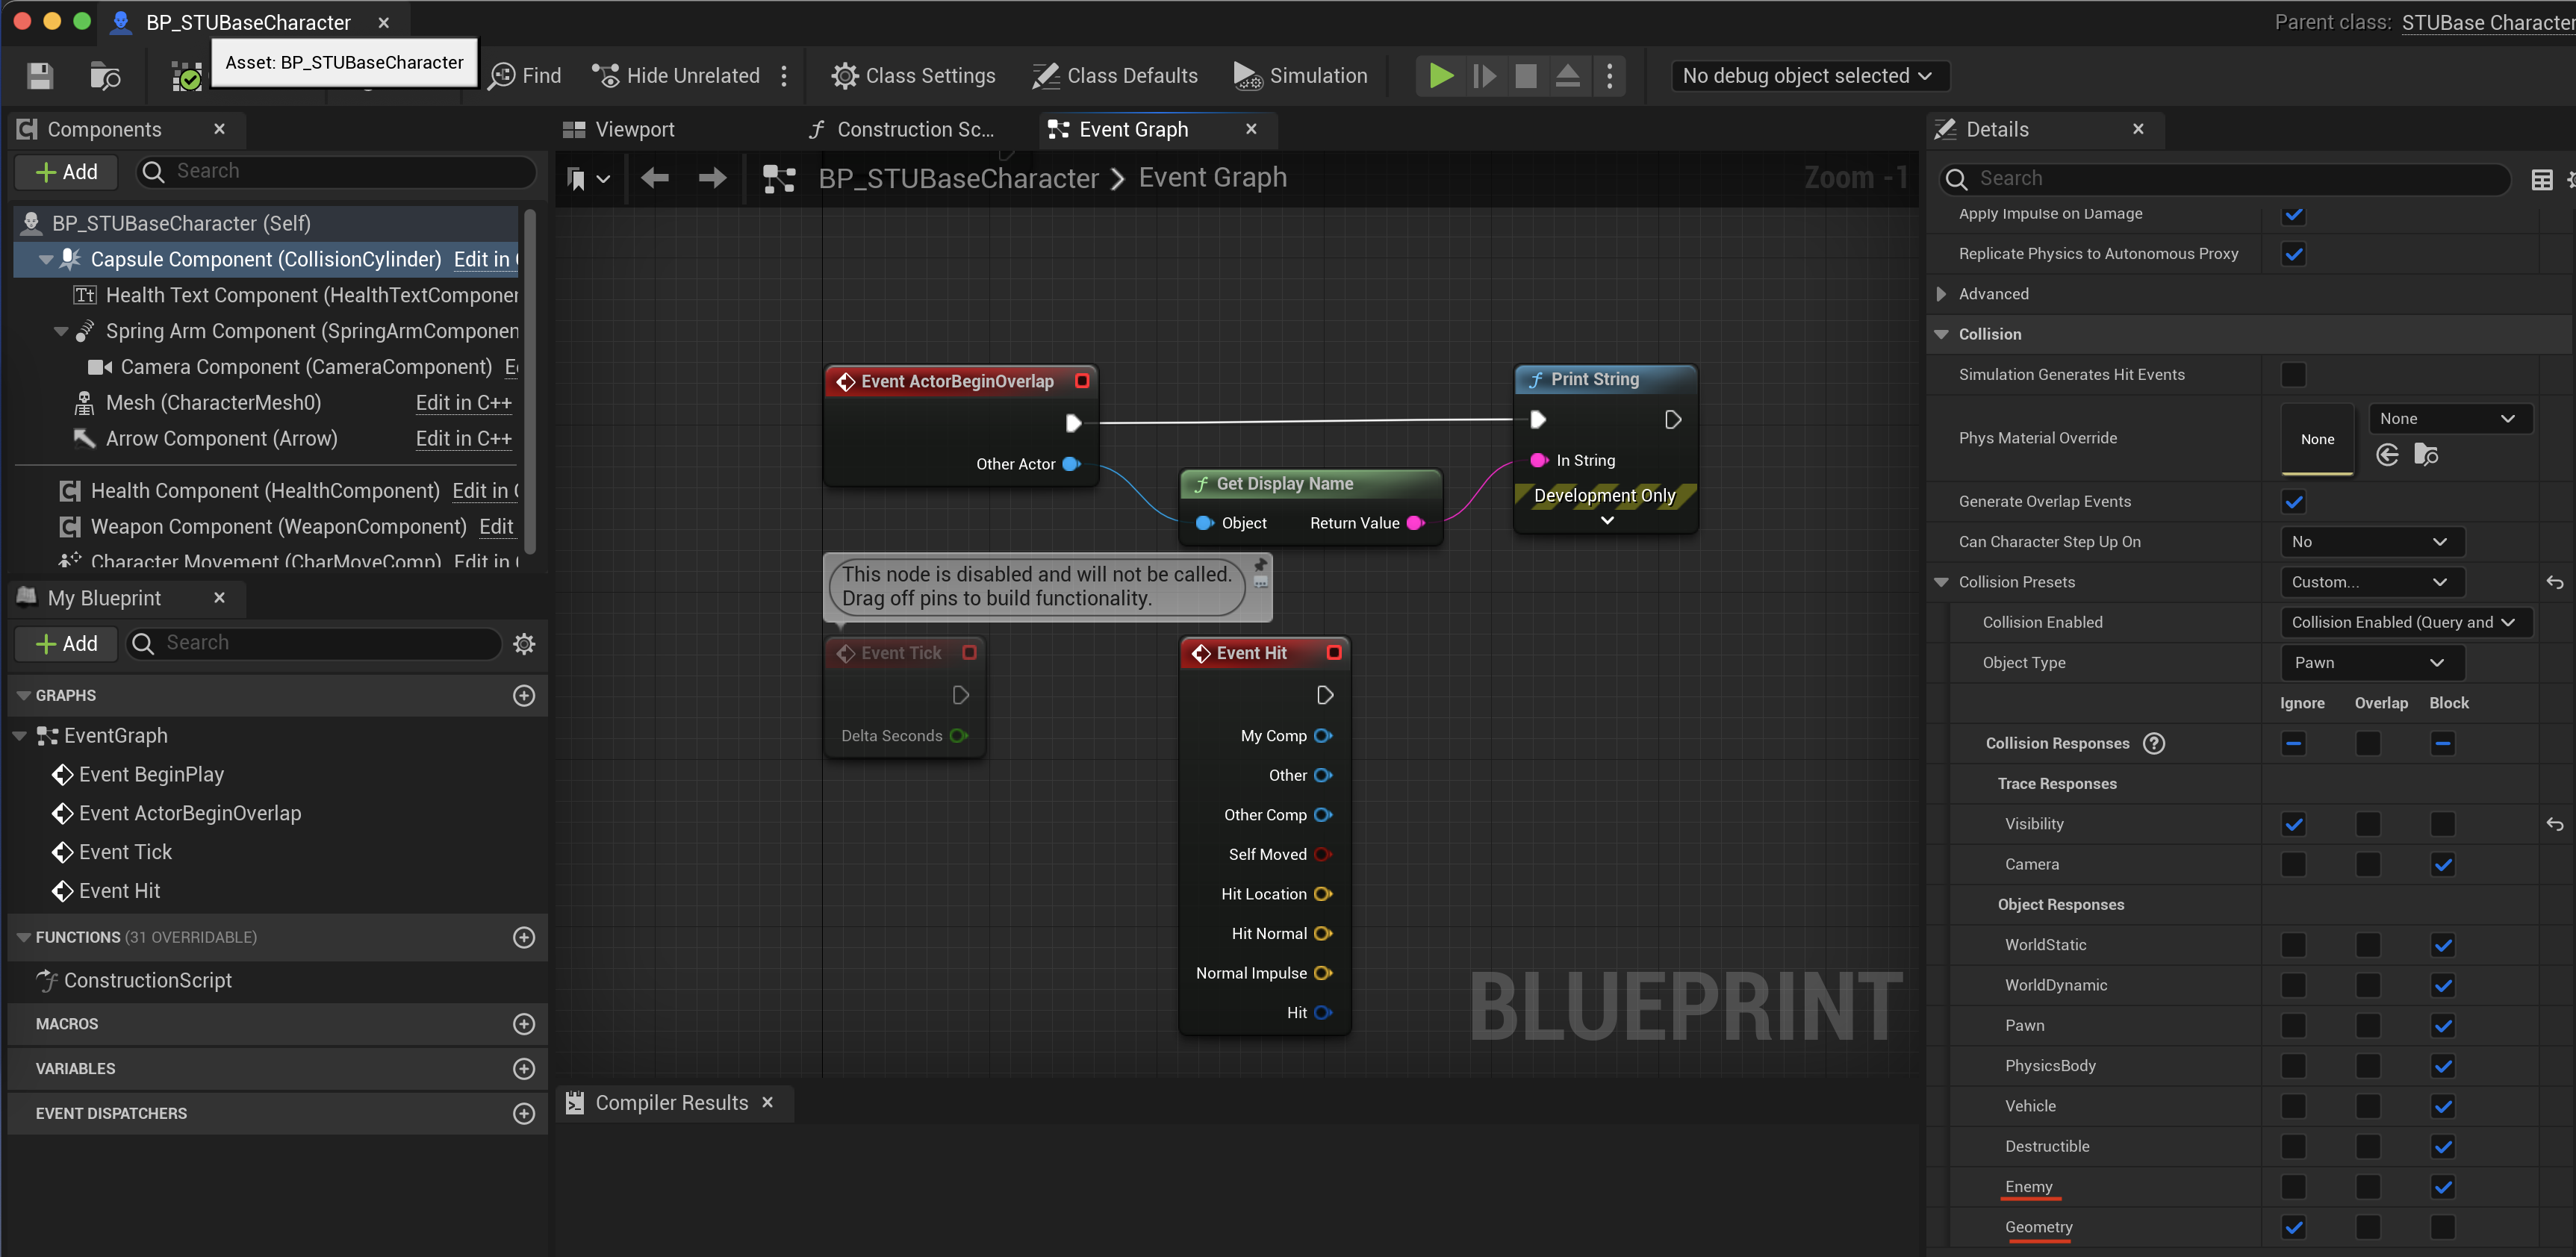 BP_STUBaseCharacter
Parent class: STUBase Character
Asset: BP_STUBaseCharacter
Find
Hide Unrelated
Class Settings
Class Defaults
Simulation
No debug object selected
Components
Add
Search
BP_STUBaseCharacter (Self)
Capsule Component (CollisionCylinder) Edit in
Health Text Component (HealthTextComponen
Spring Arm Component (SpringArmComponen
Camera Component (CameraComponent) E
Mesh (CharacterMesh0) Edit in C++
Arrow Component (Arrow) Edit in C++
Health Component (HealthComponent) Edit in
Weapon Component (WeaponComponent) Edit
Character Movement (CharMoveComp) Edit in
My Blueprint
Add
Search
GRAPHS
EventGraph
Event BeginPlay
Event ActorBeginOverlap
Event Tick
Event Hit
FUNCTIONS (31 OVERRIDABLE)
ConstructionScript
MACROS
VARIABLES
EVENT DISPATCHERS
Viewport
Construction Sc...
Event Graph
BP_STUBaseCharacter > Event Graph
Zoom -1
Event ActorBeginOverlap
Other Actor
Get Display Name
Object Return Value
Print String
In String
Development Only
This node is disabled and will not be called.
Drag off pins to build functionality.
Event Tick
Delta Seconds
Event Hit
My Comp
Other
Other Comp
Self Moved
Hit Location
Hit Normal
Normal Impulse
Hit
BLUEPRINT
Compiler Results
Details
Search
Apply Impulse on Damage
Replicate Physics to Autonomous Proxy
Advanced
Collision
Simulation Generates Hit Events
Phys Material Override None None
Generate Overlap Events
Can Character Step Up On No
Collision Presets Custom...
Collision Enabled Collision Enabled (Query and
Object Type Pawn
Ignore Overlap Block
Collision Responses ?
Trace Responses
Visibility
Camera
Object Responses
WorldStatic
WorldDynamic
Pawn
PhysicsBody
Vehicle
Destructible
Enemy
Geometry